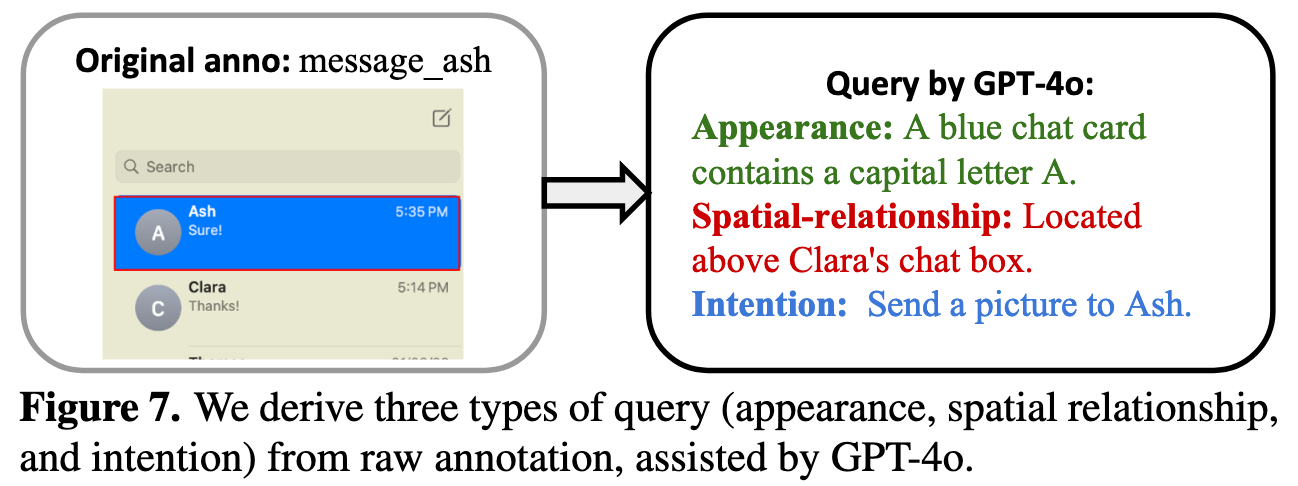 Original anno: message_ash
Search
Ash
5:35 PM
A
Sure!
Clara
5:14 PM
C
Thanks!
Query by GPT-4o:
Appearance: A blue chat card
contains a capital letter A.
Spatial-relationship: Located
above Clara's chat box.
Intention: Send a picture to Ash.
Figure 7. We derive three types of query (appearance, spatial relationship,
and intention) from raw annotation, assisted by GPT-4o.